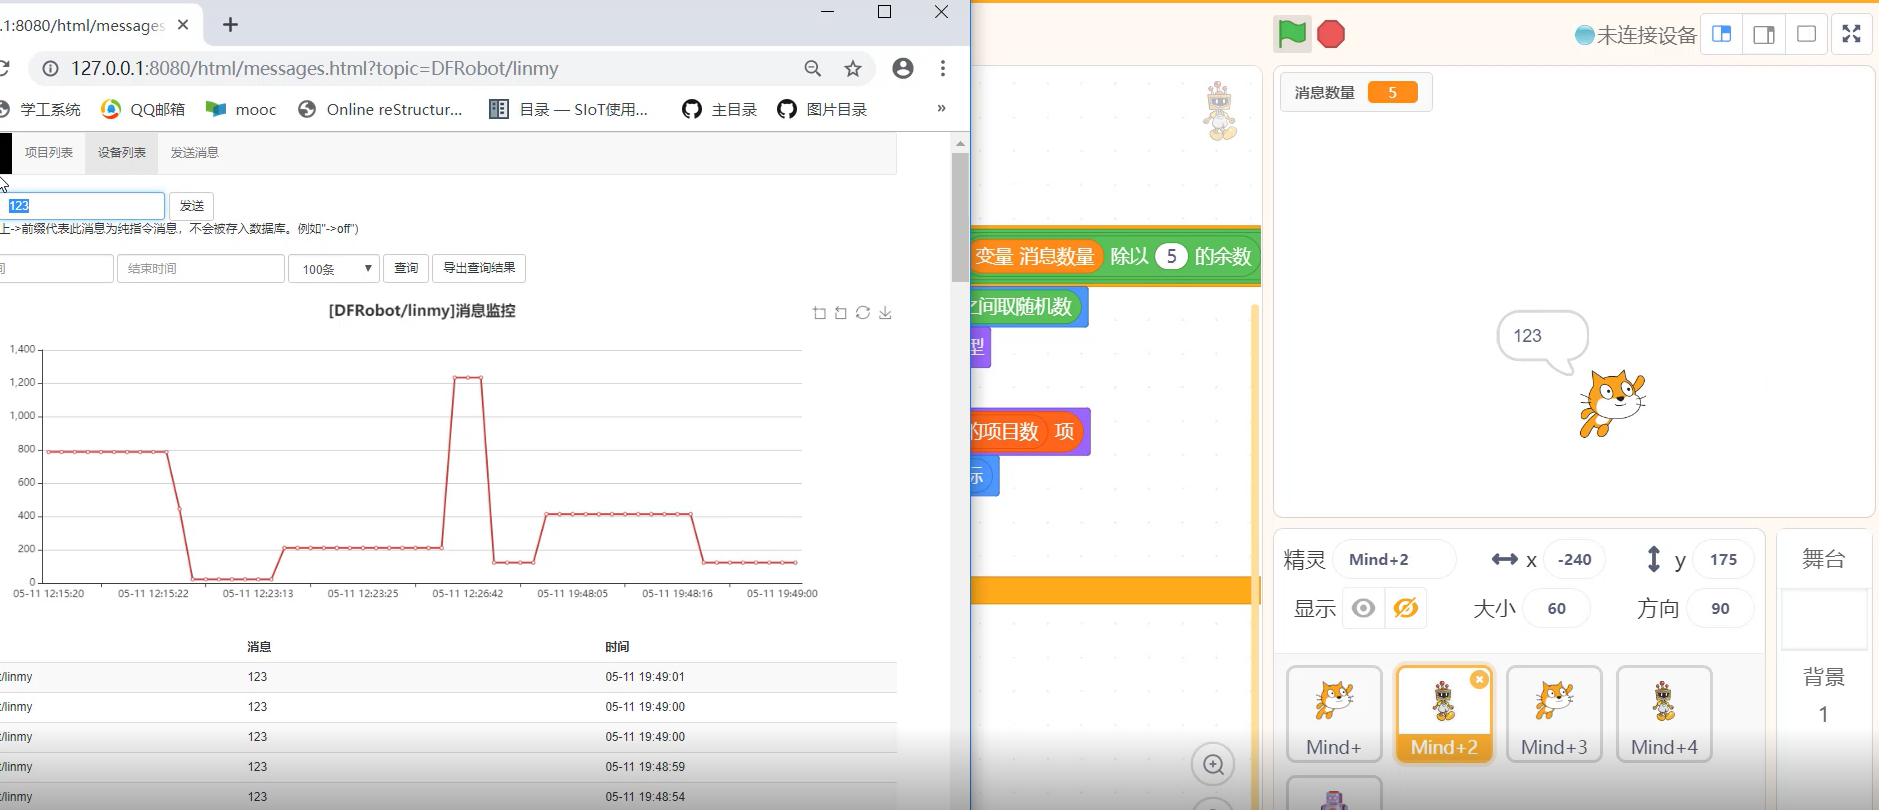 .1:8080/html/messages
127.0.0.1:8080/html/messages.html?topic=DFRobot/linmy
学工系统 QQ邮箱 mooc Online reStructur... 目录 — SIoT使用... 主目录 图片目录 »
项目列表 设备列表 发送消息
123 发送
上->前缀代表此消息为纯指令消息，不会被存入数据库。例如"->off")
间 结束时间 100条 查询 导出查询结果
[DFRobot/linmy]消息监控
1,400
1,200
1,000
800
600
400
200
0
05-11 12:15:20 05-11 12:15:22 05-11 12:23:13 05-11 12:23:25 05-11 12:26:42 05-11 19:48:05 05-11 19:48:16 05-11 19:49:00
消息 时间
t/linmy 123 05-11 19:49:01
t/linmy 123 05-11 19:49:00
t/linmy 123 05-11 19:49:00
t/linmy 123 05-11 19:48:59
t/linmy 123 05-11 19:48:54
变量 消息数量 除以 5 的余数
之间取随机数
型
的项目数 项
示
未连接设备
消息数量 5
123
精灵 Mind+2 x -240 y 175
显示 大小 60 方向 90
Mind+ Mind+2 Mind+3 Mind+4
舞台
背景
1